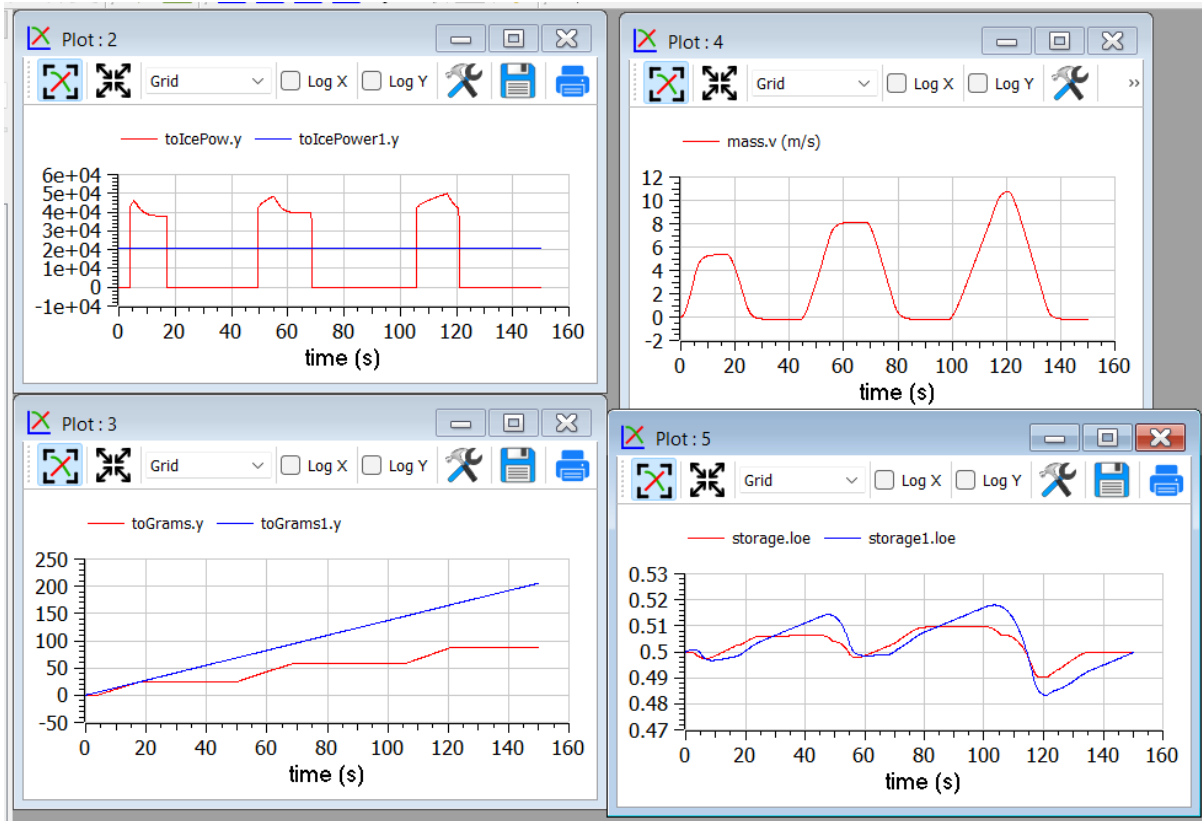 Plot : 2
Grid Log X Log Y
toIcePow.y toIcePower1.y
6e+04
5e+04
4e+04
3e+04
2e+04
1e+04
0
-1e+04
0 20 40 60 80 100 120 140 160
time (s)
Plot : 4
Grid Log X Log Y »
mass.v (m/s)
12
10
8
6
4
2
0
-2
0 20 40 60 80 100 120 140 160
time (s)
Plot : 3
Grid Log X Log Y
toGrams.y toGrams1.y
250
200
150
100
50
0
-50
0 20 40 60 80 100 120 140 160
time (s)
Plot : 5
Grid Log X Log Y
storage.loe storage1.loe
0.53
0.52
0.51
0.5
0.49
0.48
0.47
0 20 40 60 80 100 120 140 160
time (s)